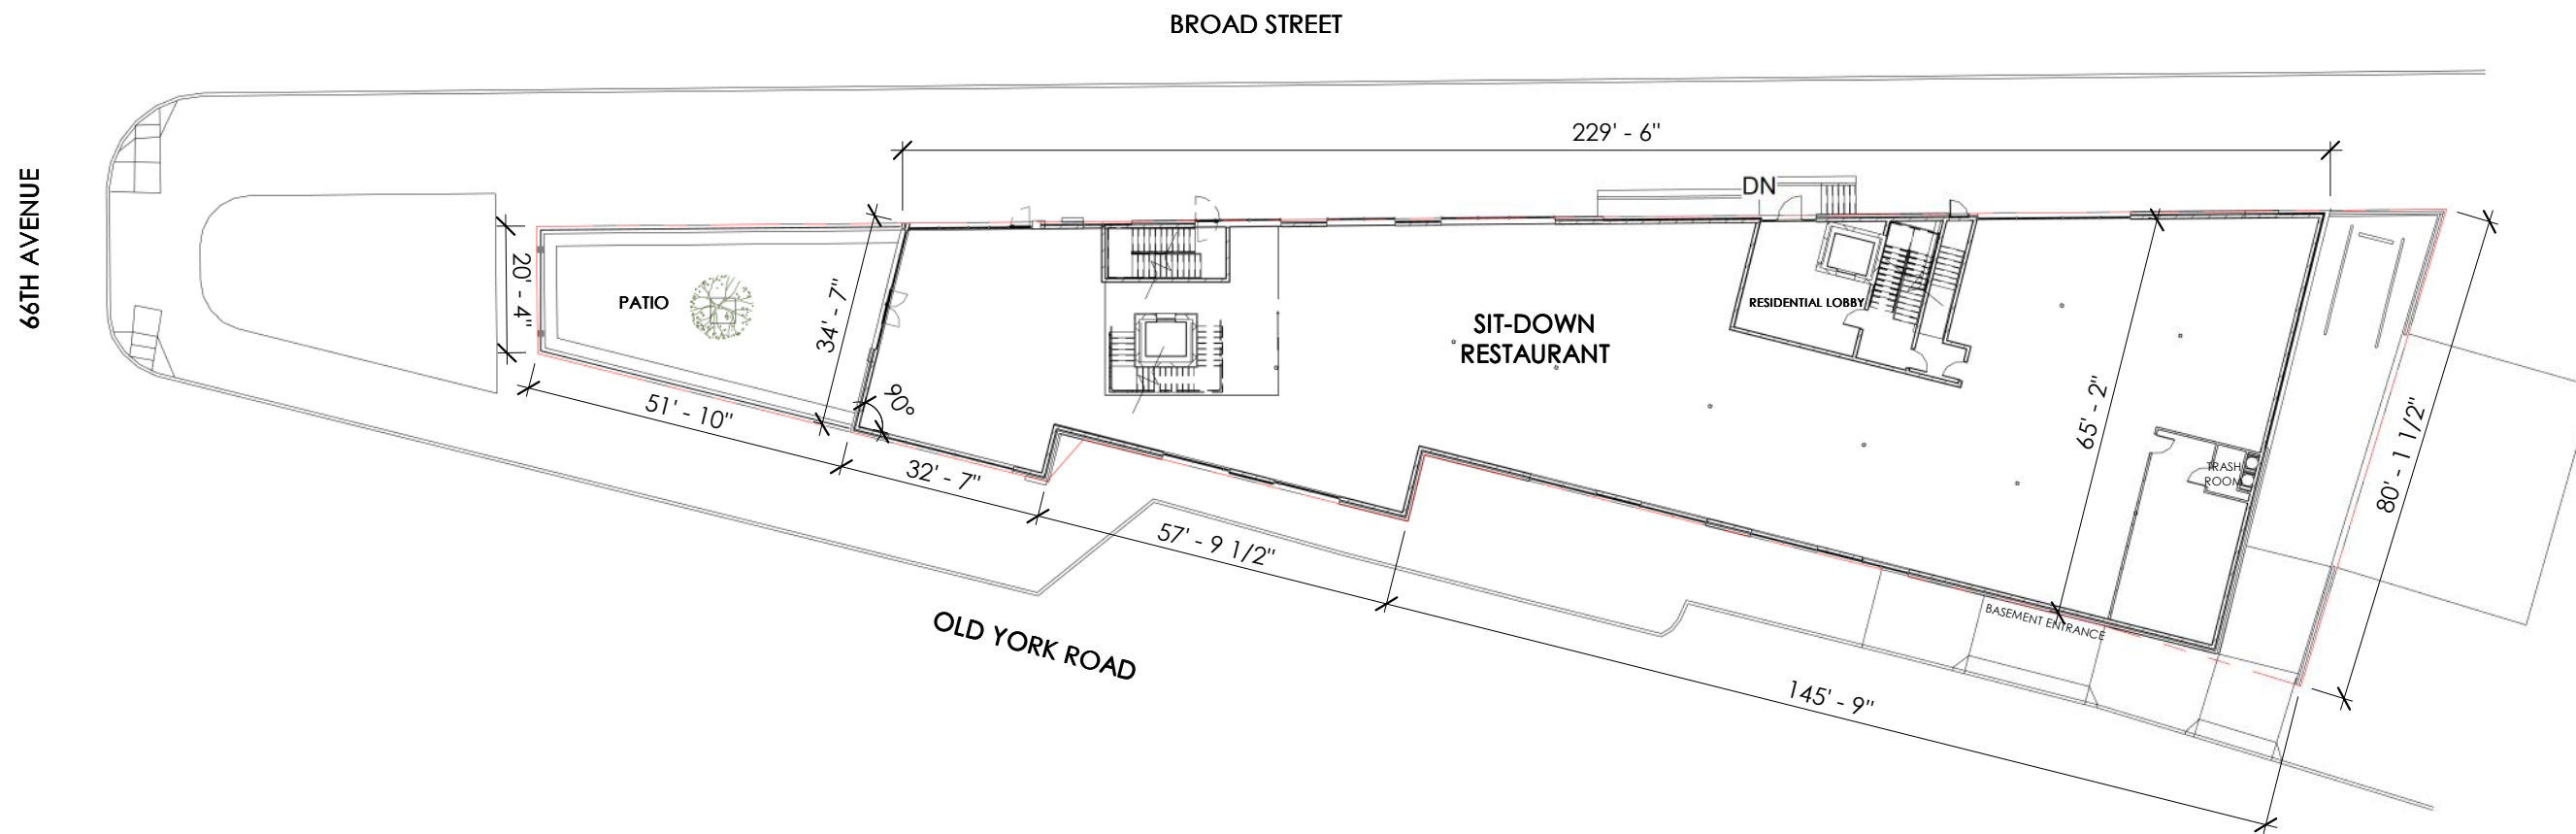 BROAD STREET
229' - 6"
DN
66TH AVENUE
20' - 4"
PATIO
34' - 7"
90°
51' - 10"
32' - 7"
57' - 9 1/2"
SIT-DOWN
RESTAURANT
RESIDENTIAL LOBBY
65' - 2"
TRASH
ROOM
80' - 1 1/2"
BASEMENT ENTRANCE
OLD YORK ROAD
145' - 9"